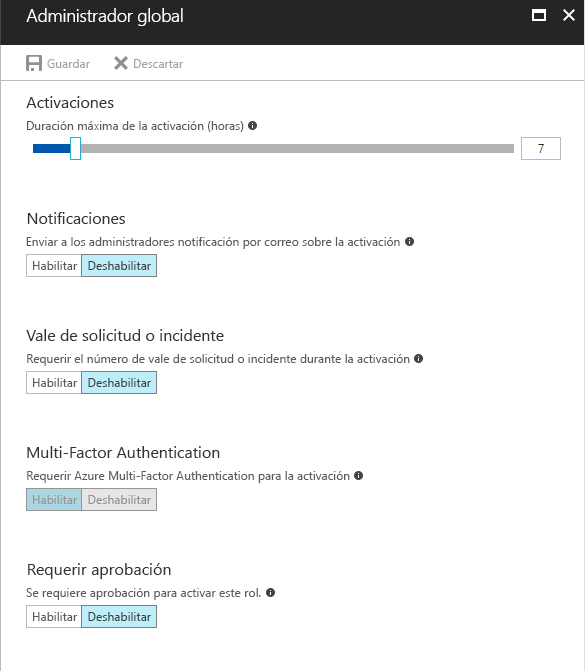 Administrador global
Guardar Descartar
Activaciones
Duración máxima de la activación (horas)
7
Notificaciones
Enviar a los administradores notificación por correo sobre la activación
Habilitar Deshabilitar
Vale de solicitud o incidente
Requerir el número de vale de solicitud o incidente durante la activación
Habilitar Deshabilitar
Multi-Factor Authentication
Requerir Azure Multi-Factor Authentication para la activación
Habilitar Deshabilitar
Requerir aprobación
Se requiere aprobación para activar este rol.
Habilitar Deshabilitar